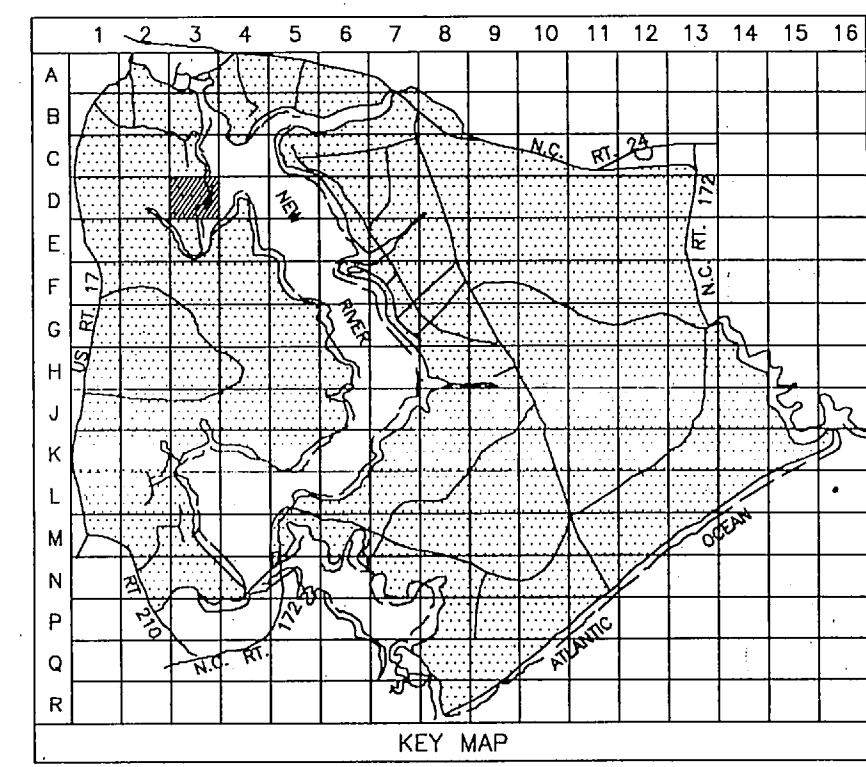 1 2 3 4 5 6 7 8 9 10 11 12 13 14 15 16
A
B
C
D
E
F
G
H
J
K
L
M
N
P
Q
R
N.C. RT. 24
N.C. RT. 172
NEW RIVER
US RT. 17
RT 210
N.C. RT. 172
ATLANTIC OCEAN
KEY MAP